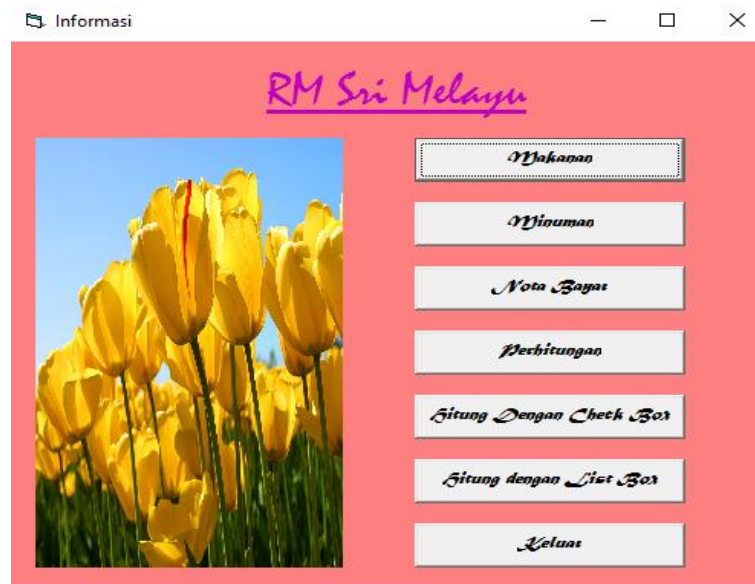 Informasi
RM Sri Melayu
Makanan
Minuman
Nota Bayar
Perhitungan
Hitung Dengan Check Box
Hitung dengan List Box
Keluar